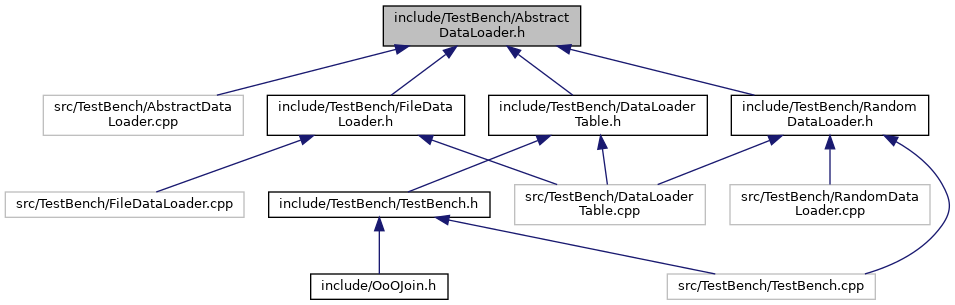 include/TestBench/Abstract
DataLoader.h
src/TestBench/AbstractData
Loader.cpp
include/TestBench/FileData
Loader.h
include/TestBench/DataLoader
Table.h
include/TestBench/Random
DataLoader.h
src/TestBench/FileDataLoader.cpp
include/TestBench/TestBench.h
src/TestBench/DataLoader
Table.cpp
src/TestBench/RandomData
Loader.cpp
include/OoOJoin.h
src/TestBench/TestBench.cpp